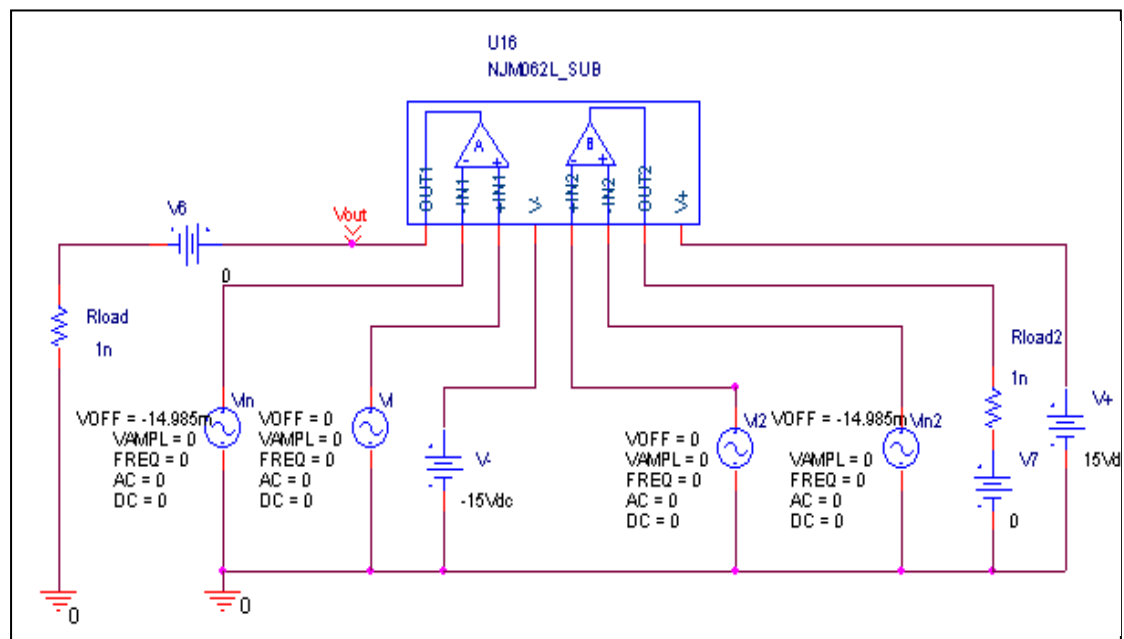 U16
NJM062L_SUB
A
B
-
+
-
+
OUT1
-IN1
+IN1
V-
+IN2
-IN2
OUT2
V+
V6
Vout
0
Rload
1n
Rload2
1n
Vin
VOFF = -14.985m
VAMPL = 0
FREQ = 0
AC = 0
DC = 0
VI
VOFF = 0
VAMPL = 0
FREQ = 0
AC = 0
DC = 0
V-
-15Vdc
VI2
VOFF = 0
VAMPL = 0
FREQ = 0
AC = 0
DC = 0
Vin2
VOFF = -14.985m
VAMPL = 0
FREQ = 0
AC = 0
DC = 0
V7
0
V+
15Vd
0
0